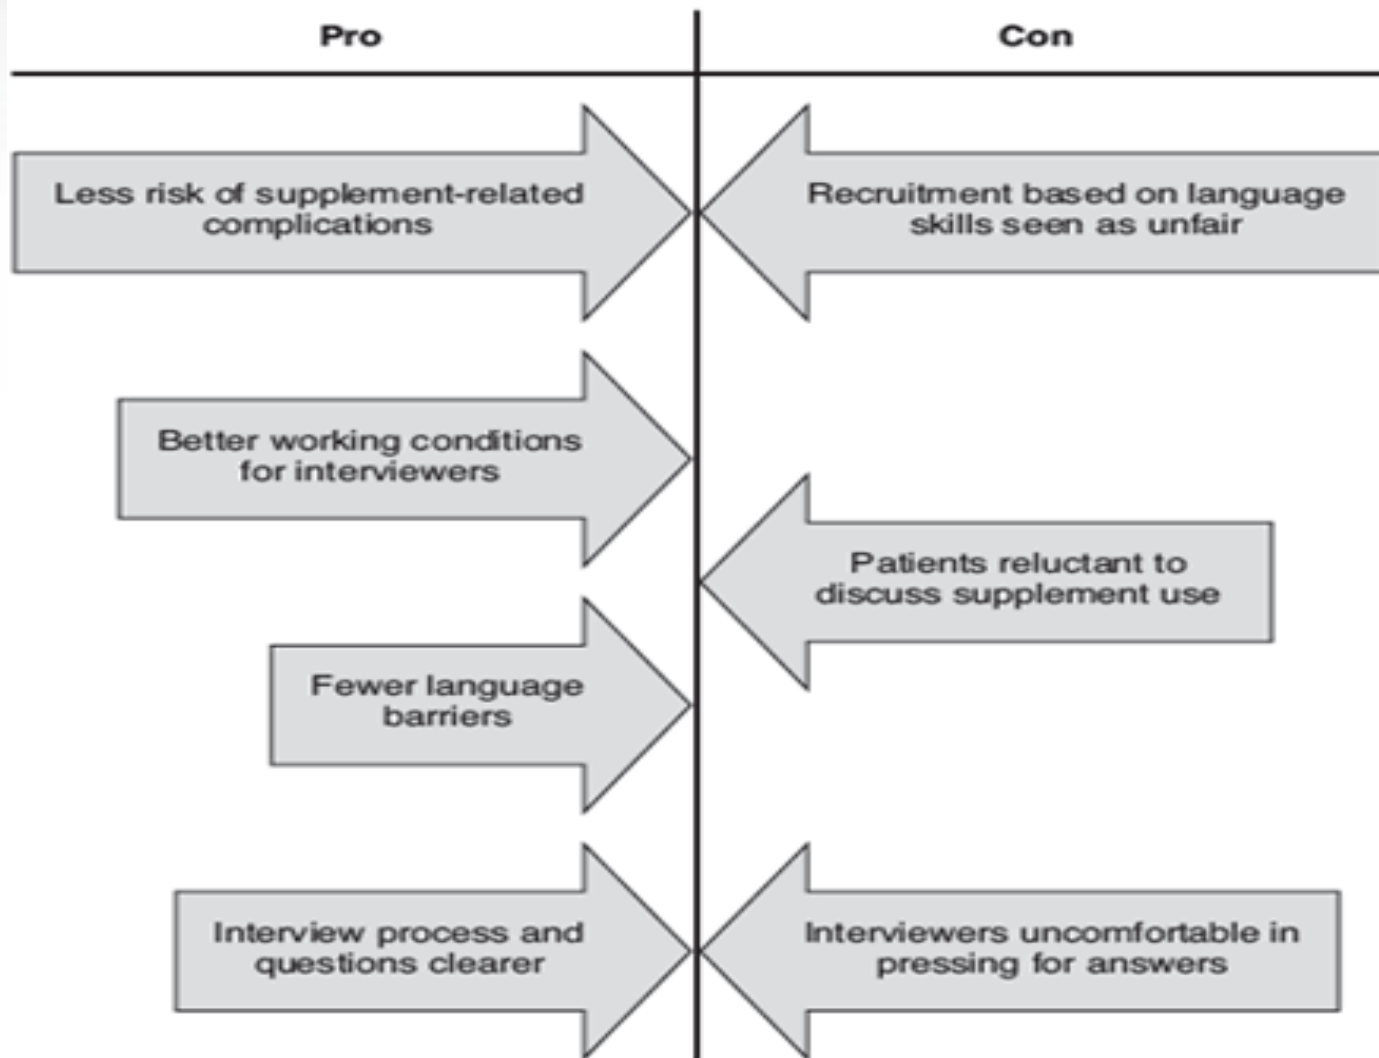 Pro
Con
Less risk of supplement-related
complications
Recruitment based on language
skills seen as unfair
Better working conditions
for interviewers
Patients reluctant to
discuss supplement use
Fewer language
barriers
Interview process and
questions clearer
Interviewers uncomfortable in
pressing for answers